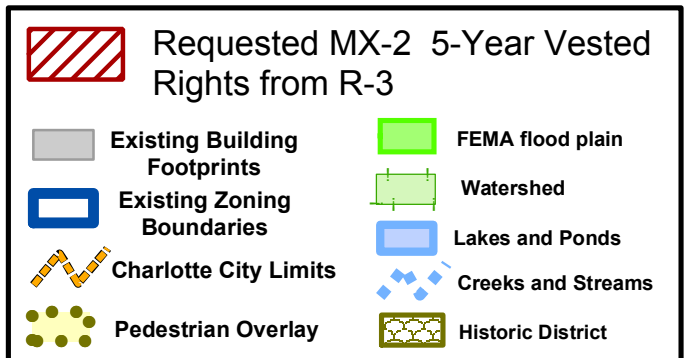 Requested MX-2 5-Year Vested
Rights from R-3
Existing Building
Footprints
Existing Zoning
Boundaries
Charlotte City Limits
Pedestrian Overlay
FEMA flood plain
Watershed
Lakes and Ponds
Creeks and Streams
Historic District